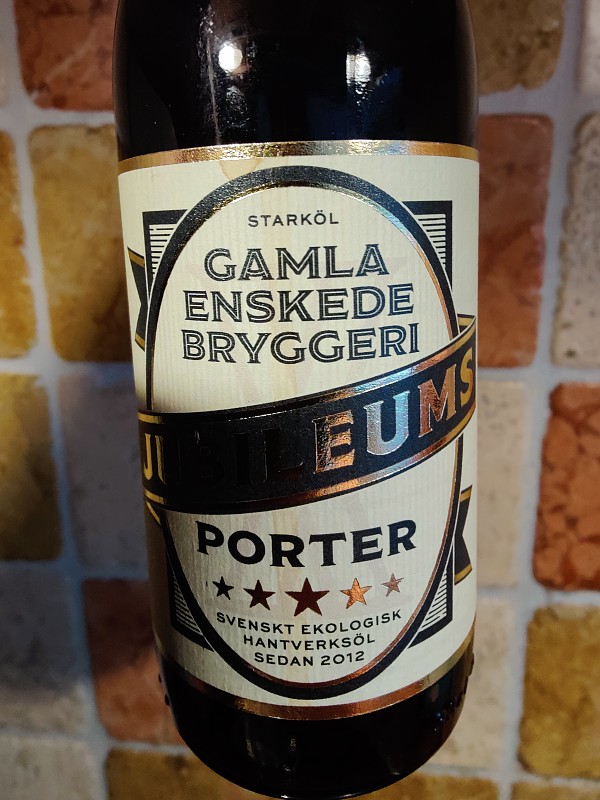 STARKÖL
GAMLA
ENSKEDE
BRYGGERI
JUBILEUMS
PORTER
SVENSKT EKOLOGISK
HANTVERKSÖL
SEDAN 2012